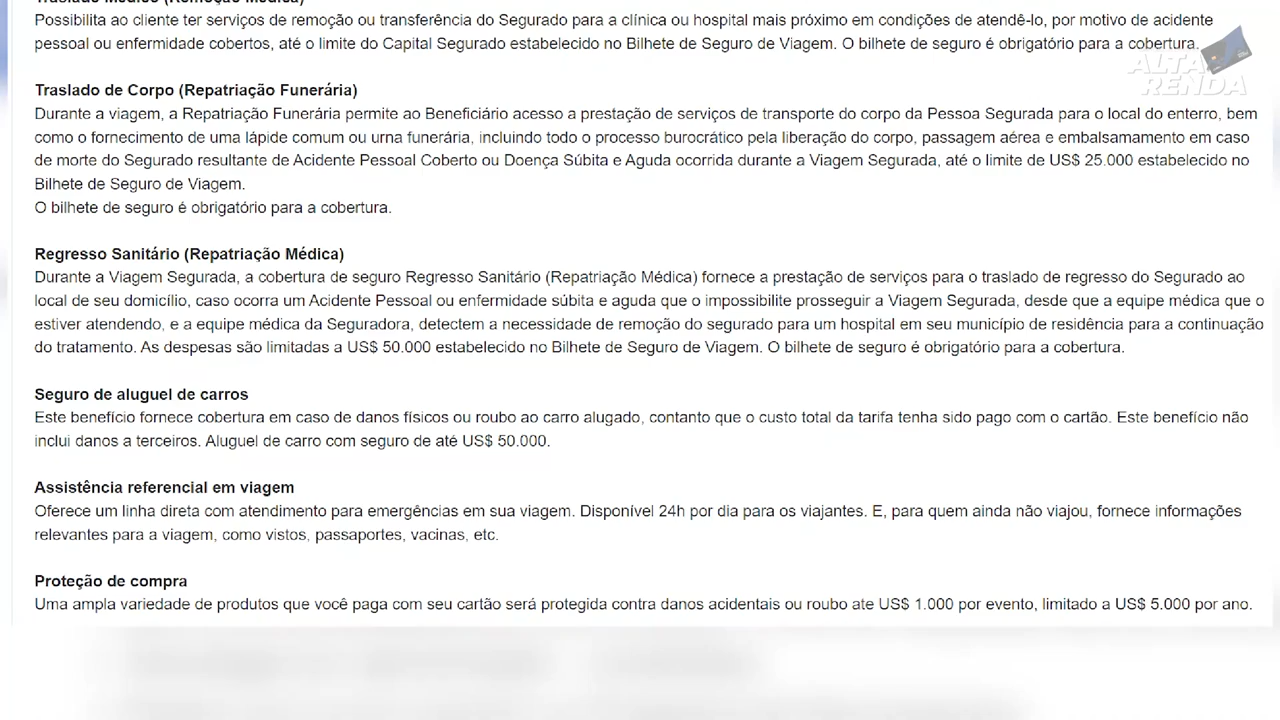 Traslado Médico (Remoção Médica)
Possibilita ao cliente ter serviços de remoção ou transferência do Segurado para a clínica ou hospital mais próximo em condições de atendê-lo, por motivo de acidente
pessoal ou enfermidade cobertos, até o limite do Capital Segurado estabelecido no Bilhete de Seguro de Viagem. O bilhete de seguro é obrigatório para a cobertura.
ALTA
RENDA
Traslado de Corpo (Repatriação Funerária)
Durante a viagem, a Repatriação Funerária permite ao Beneficiário acesso a prestação de serviços de transporte do corpo da Pessoa Segurada para o local do enterro, bem
como o fornecimento de uma lápide comum ou urna funerária, incluindo todo o processo burocrático pela liberação do corpo, passagem aérea e embalsamamento em caso
de morte do Segurado resultante de Acidente Pessoal Coberto ou Doença Súbita e Aguda ocorrida durante a Viagem Segurada, até o limite de US$ 25.000 estabelecido no
Bilhete de Seguro de Viagem.
O bilhete de seguro é obrigatório para a cobertura.
Regresso Sanitário (Repatriação Médica)
Durante a Viagem Segurada, a cobertura de seguro Regresso Sanitário (Repatriação Médica) fornece a prestação de serviços para o traslado de regresso do Segurado ao
local de seu domicílio, caso ocorra um Acidente Pessoal ou enfermidade súbita e aguda que o impossibilite prosseguir a Viagem Segurada, desde que a equipe médica que o
estiver atendendo, e a equipe médica da Seguradora, detectem a necessidade de remoção do segurado para um hospital em seu município de residência para a continuação
do tratamento. As despesas são limitadas a US$ 50.000 estabelecido no Bilhete de Seguro de Viagem. O bilhete de seguro é obrigatório para a cobertura.
Seguro de aluguel de carros
Este benefício fornece cobertura em caso de danos físicos ou roubo ao carro alugado, contanto que o custo total da tarifa tenha sido pago com o cartão. Este benefício não
inclui danos a terceiros. Aluguel de carro com seguro de até US$ 50.000.
Assistência referencial em viagem
Oferece um linha direta com atendimento para emergências em sua viagem. Disponível 24h por dia para os viajantes. E, para quem ainda não viajou, fornece informações
relevantes para a viagem, como vistos, passaportes, vacinas, etc.
Proteção de compra
Uma ampla variedade de produtos que você paga com seu cartão será protegida contra danos acidentais ou roubo ate US$ 1.000 por evento, limitado a US$ 5.000 por ano.